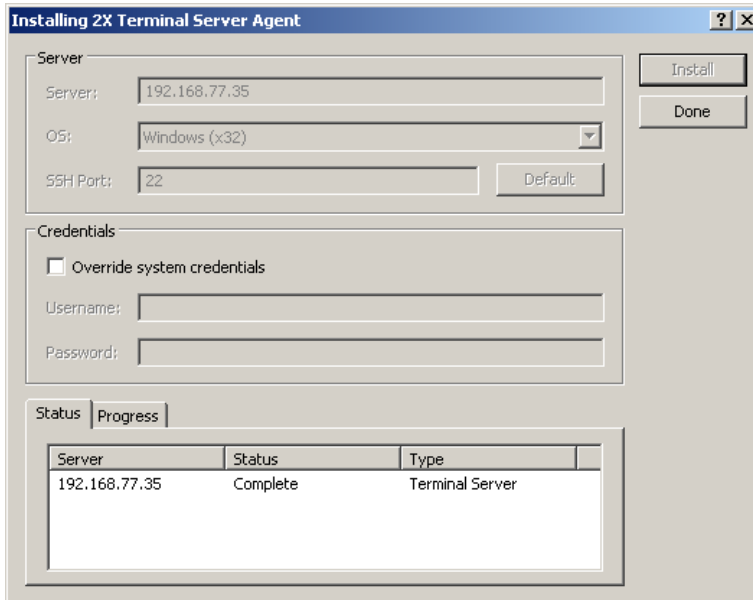 Installing 2X Terminal Server Agent
Server
Server: 192.168.77.35
Install
OS: Windows (x32)
Done
SSH Port: 22 Default
Credentials
Override system credentials
Username:
Password:
Status Progress
Server Status Type
192.168.77.35 Complete Terminal Server